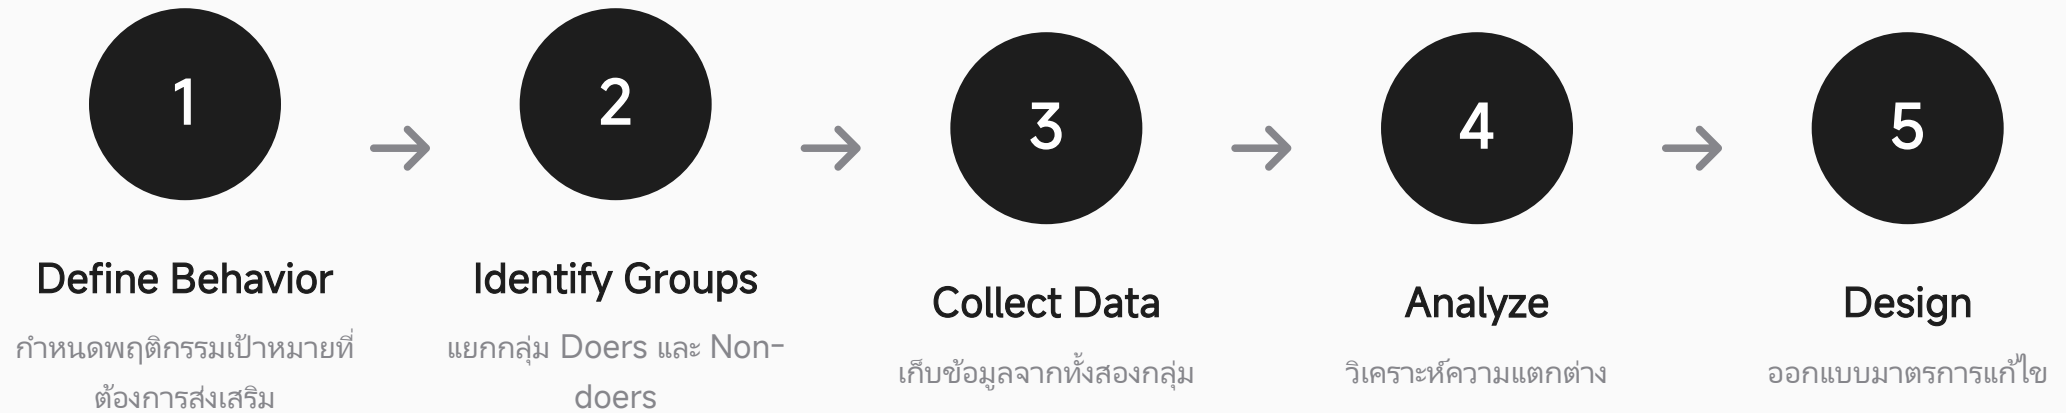 1
Define Behavior
กำหนดพฤติกรรมเป้าหมายที่
ต้องการส่งเสริม
2
Identify Groups
แยกกลุ่ม Doers และ Non-
doers
3
Collect Data
เก็บข้อมูลจากทั้งสองกลุ่ม
4
Analyze
วิเคราะห์ความแตกต่าง
5
Design
ออกแบบมาตรการแก้ไข